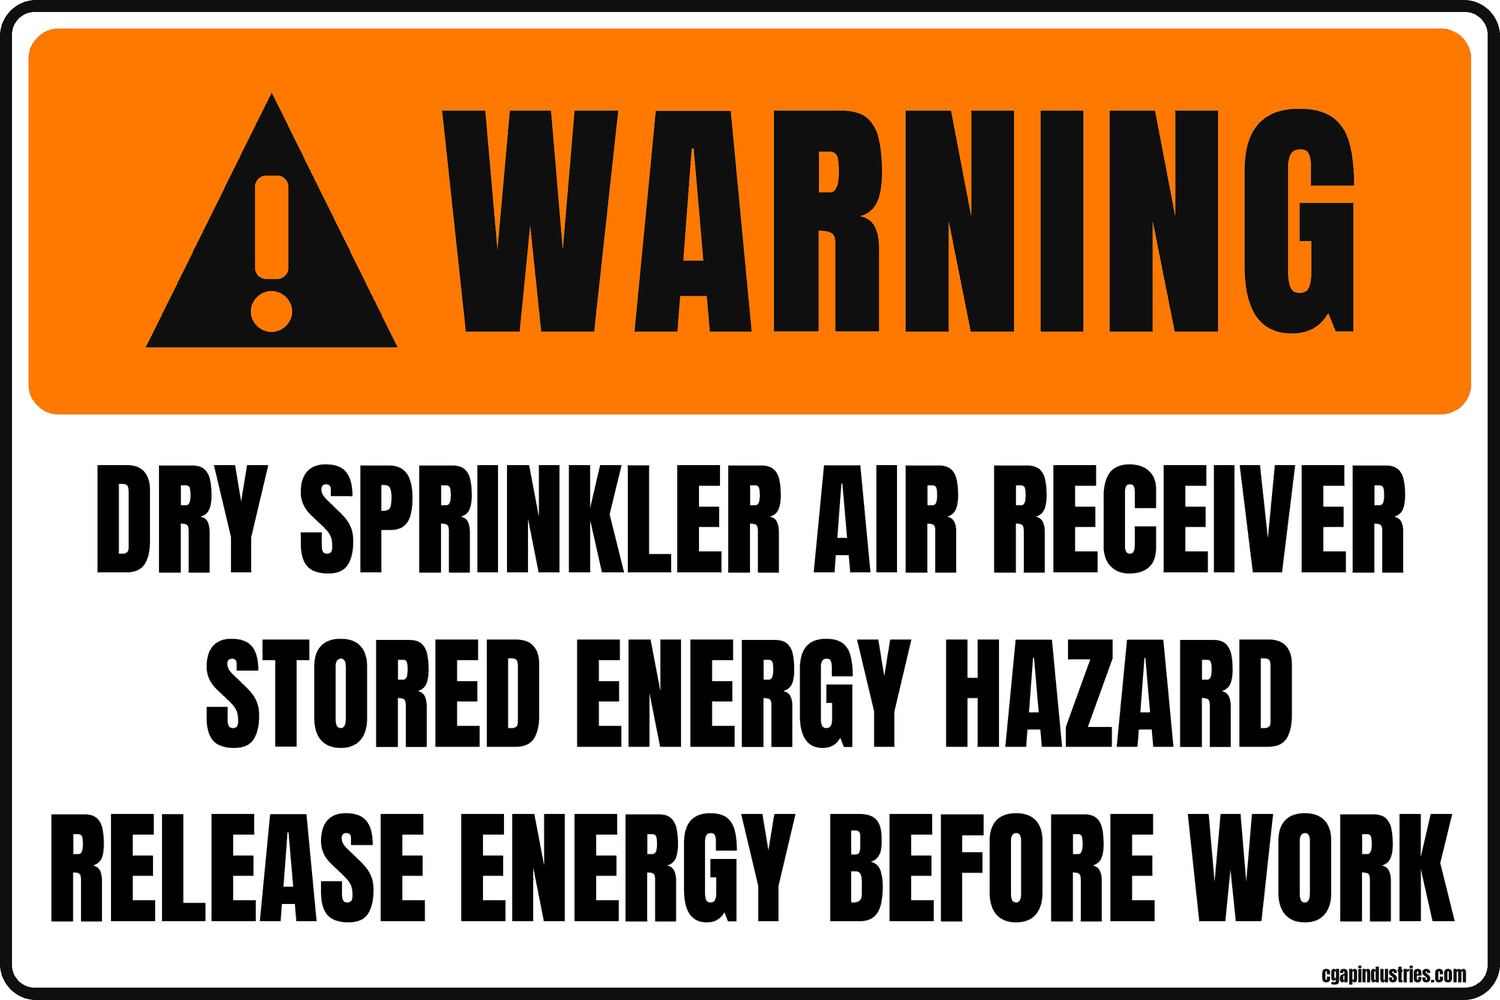 WARNING
DRY SPRINKLER AIR RECEIVER
STORED ENERGY HAZARD
RELEASE ENERGY BEFORE WORK
cgapindustries.com